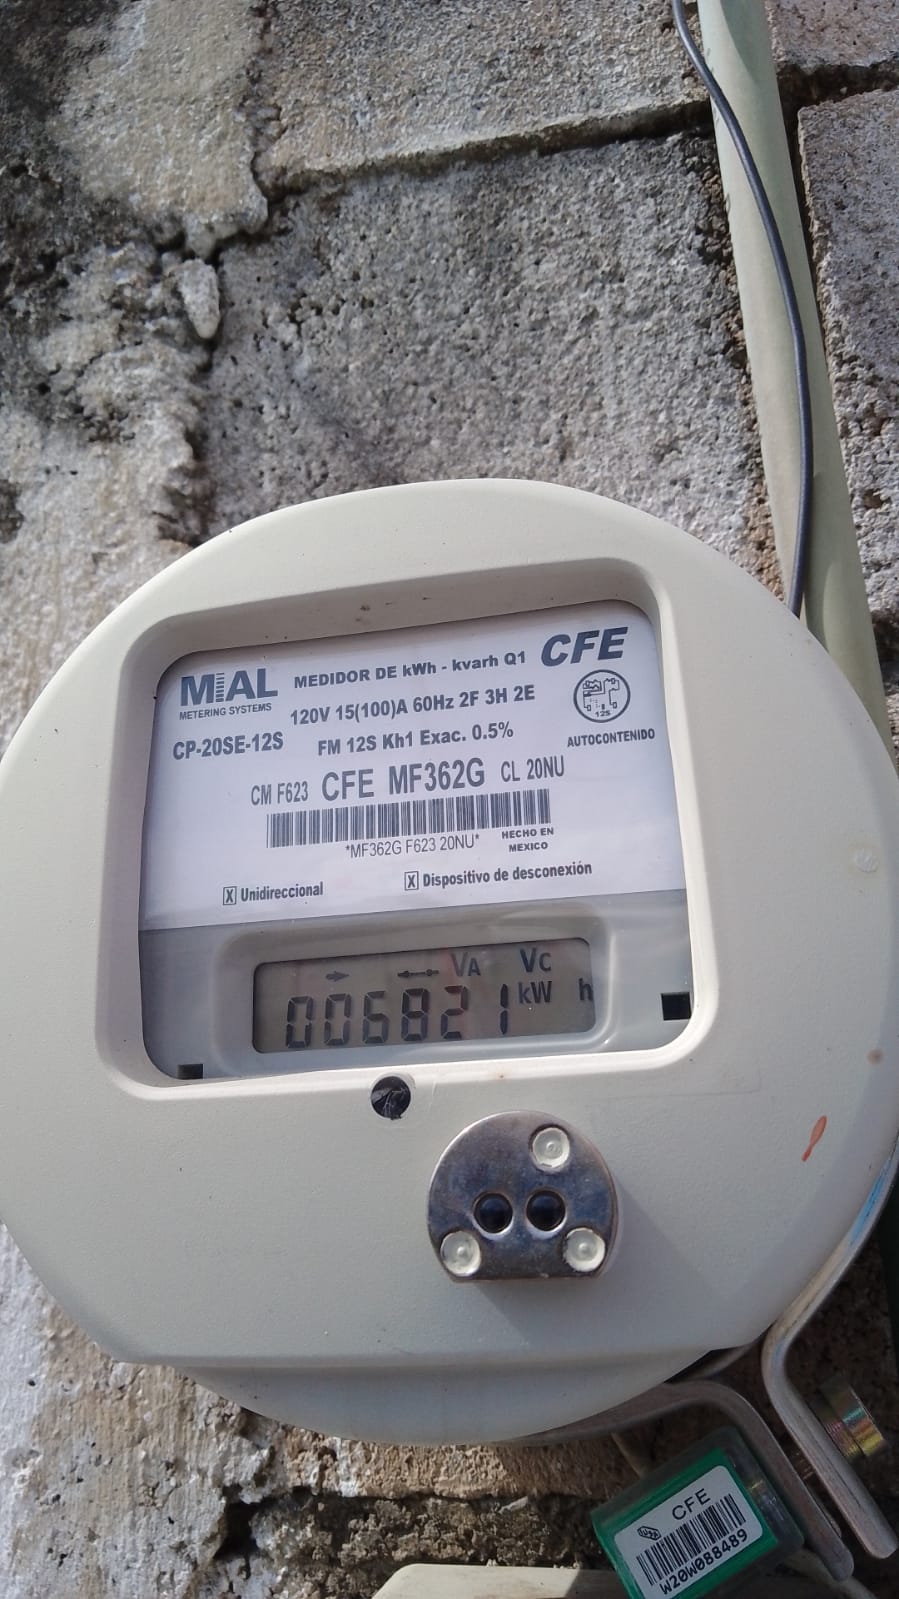 MIAL
METERING SYSTEMS
MEDIDOR DE kWh - kvarh Q1
CFE
120V 15(100)A 60Hz 2F 3H 2E
12S
CP-20SE-12S
FM 12S Kh1 Exac. 0.5%
AUTOCONTENIDO
CM F623 CFE MF362G CL 20NU
*MF362G F623 20NU*
HECHO EN
MEXICO
X Unidireccional
X Dispositivo de desconexión
VA VC
006821 kW h
CFE
W20W088489